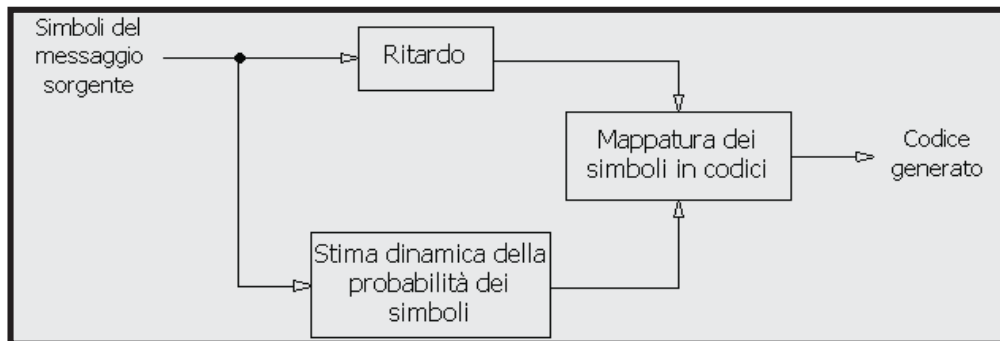 Simboli del
messaggio
sorgente
Ritardo
Mappatura dei
simboli in codici
Codice
generato
Stima dinamica della
probabilità dei
simboli